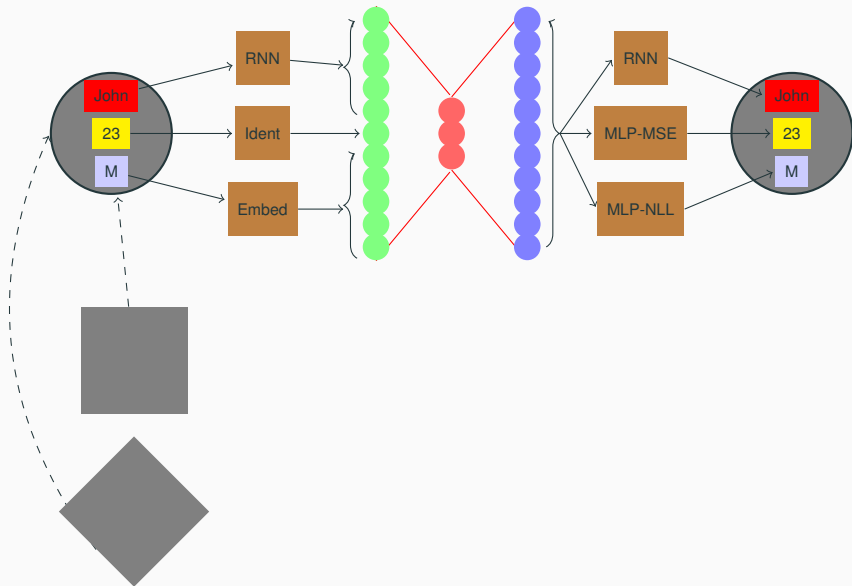 John
23
M
RNN
Ident
Embed
RNN
MLP-MSE
MLP-NLL
John
23
M